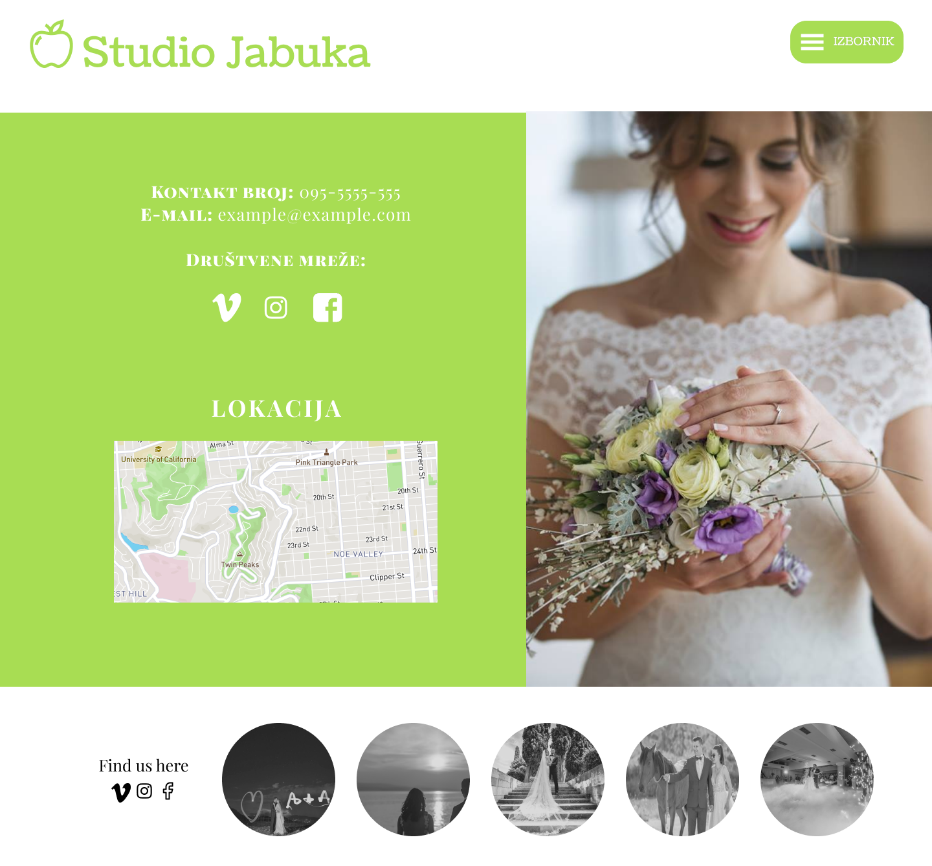 Studio Jabuka
IZBORNIK
Kontakt broj: 095-5555-555
E-mail: example@example.com
Društvene mreže:
LOKACIJA
Alma St
University of California
Pink Triangle Park
Guerrero St
20th St
20th St
21st St
22nd St
23rd St
23rd St
NOE VALLEY
24th St
Twin Peaks
Clipper St
EST HILL
Find us here
A+A